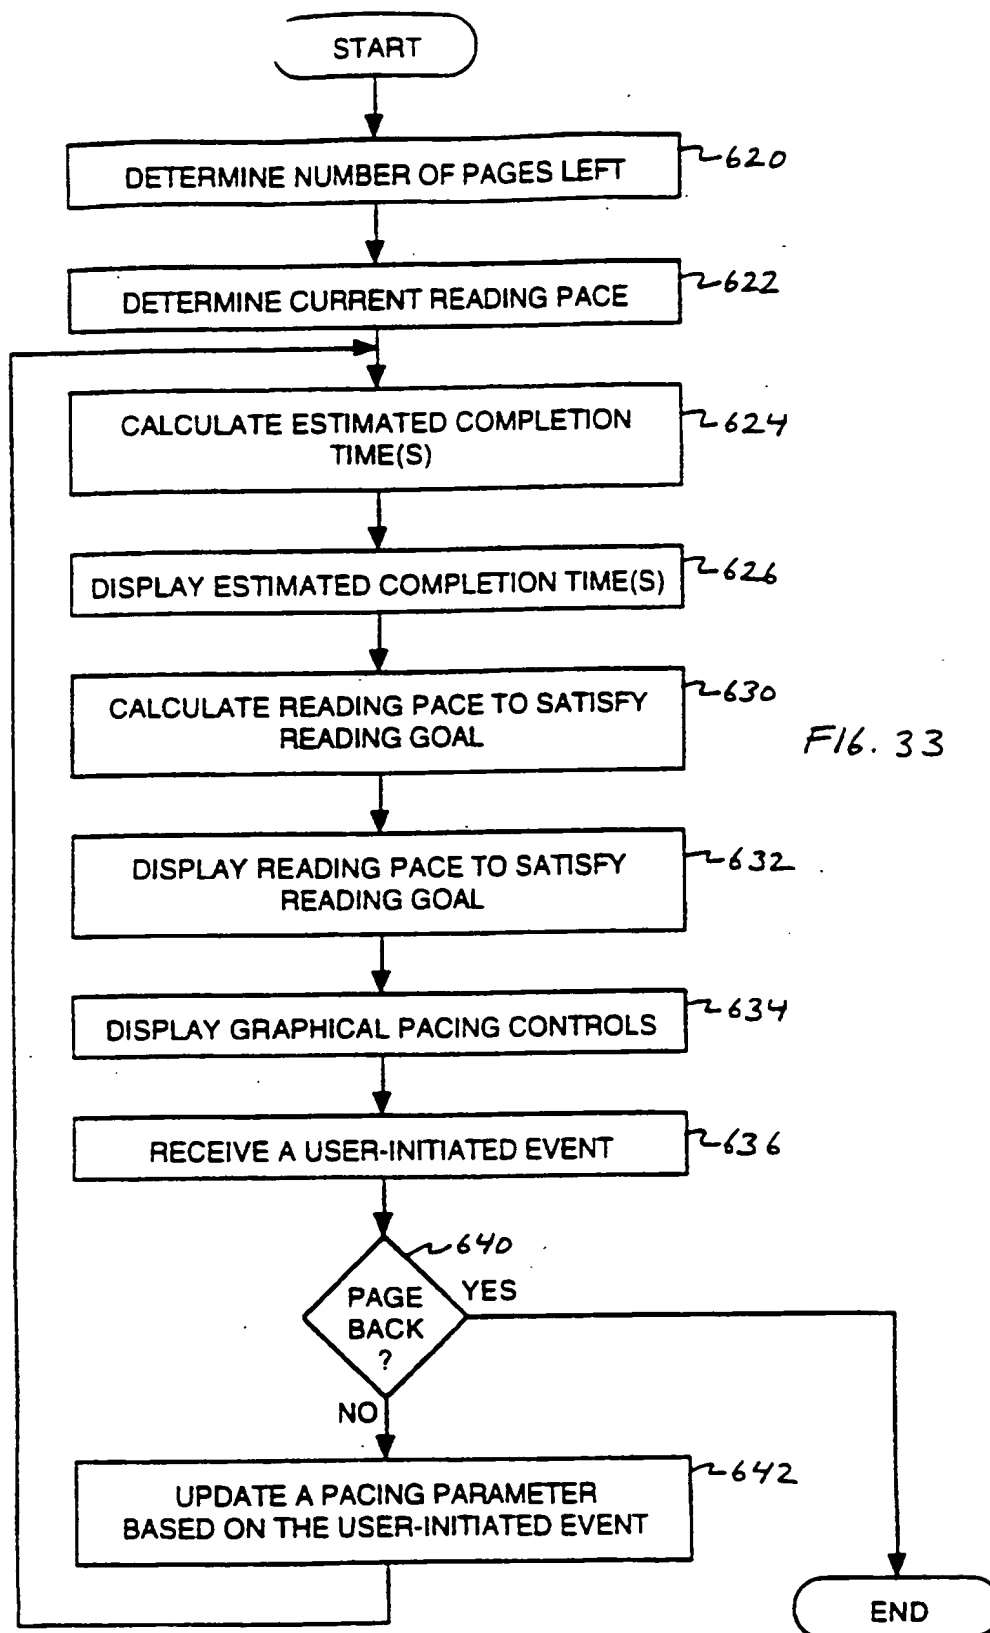 START
DETERMINE NUMBER OF PAGES LEFT
620
DETERMINE CURRENT READING PACE
622
CALCULATE ESTIMATED COMPLETION
TIME(S)
624
DISPLAY ESTIMATED COMPLETION TIME(S)
626
CALCULATE READING PACE TO SATISFY
READING GOAL
630
FIG. 33
DISPLAY READING PACE TO SATISFY
READING GOAL
632
DISPLAY GRAPHICAL PACING CONTROLS
634
RECEIVE A USER-INITIATED EVENT
636
640
PAGE
BACK
?
YES
NO
UPDATE A PACING PARAMETER
BASED ON THE USER-INITIATED EVENT
642
END